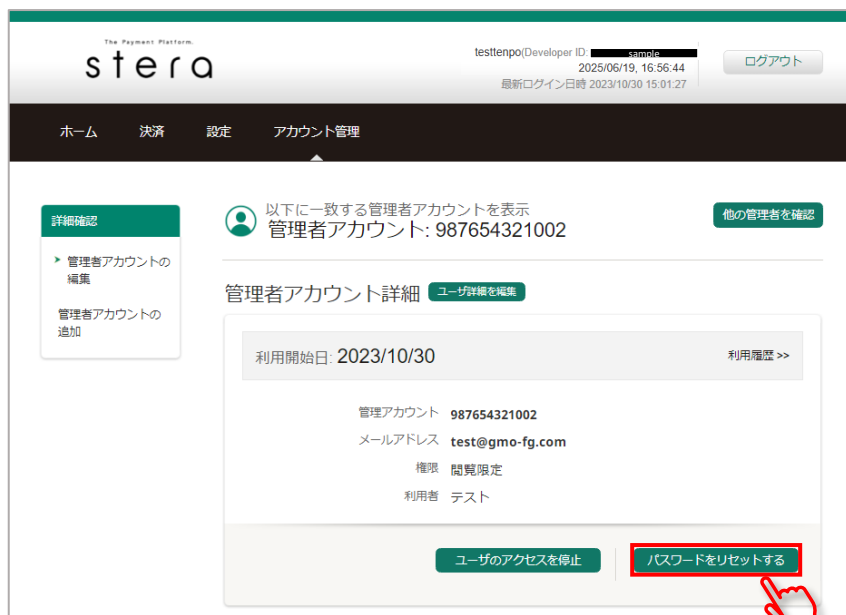 The Payment Platform.
stera
testtenpo(Developer ID: sample
2025/06/19, 16:56:44
最新ログイン日時 2023/10/30 15:01:27
ログアウト
ホーム 決済 設定 アカウント管理
詳細確認
管理者アカウントの
編集
管理者アカウントの
追加
以下に一致する管理者アカウントを表示
管理者アカウント: 987654321002
他の管理者を確認
管理者アカウント詳細 ユーザ詳細を編集
利用開始日: 2023/10/30 利用履歴 >>
管理アカウント 987654321002
メールアドレス test@gmo-fg.com
権限 閲覧限定
利用者 テスト
ユーザのアクセスを停止 パスワードをリセットする